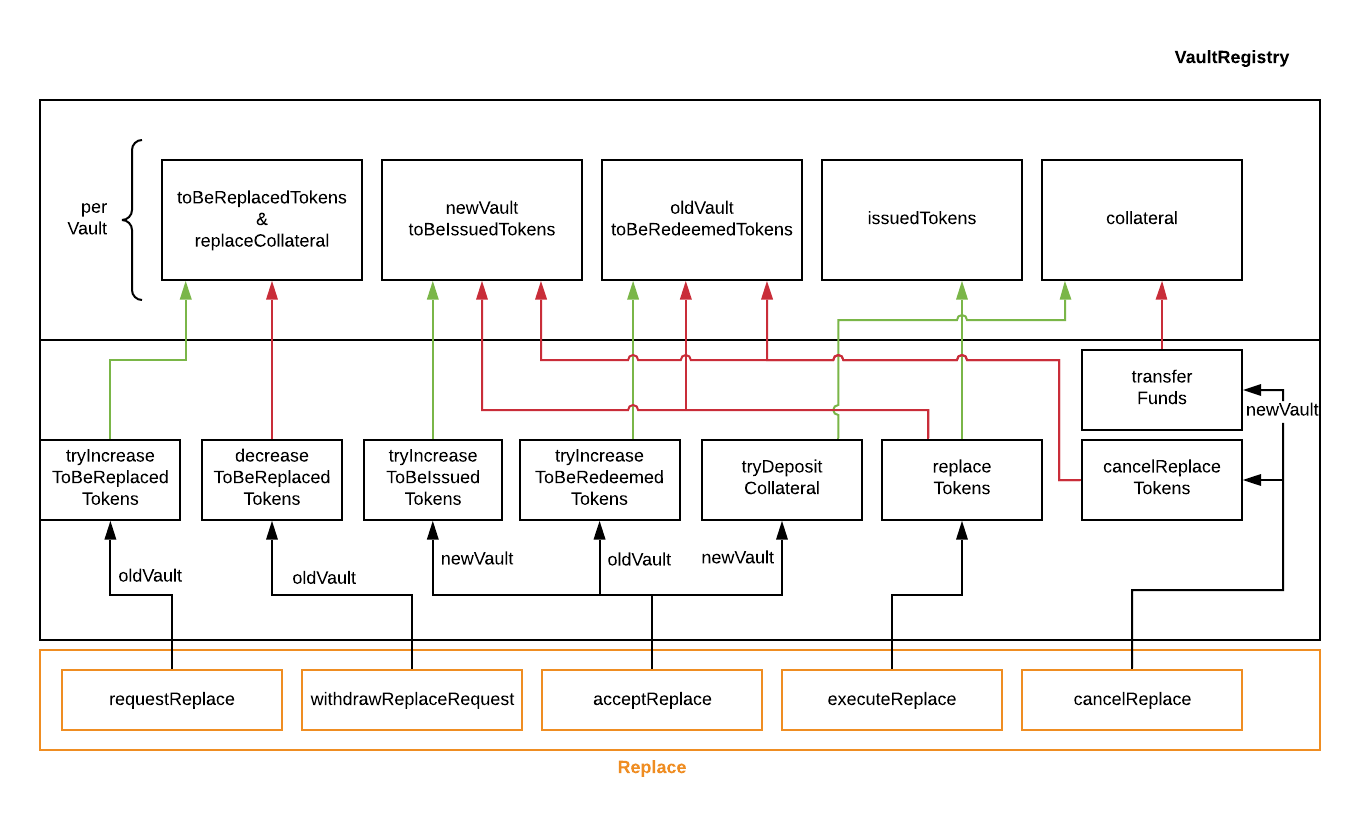 VaultRegistry
per
Vault
toBeReplacedTokens
&
replaceCollateral
newVault
toBeIssuedTokens
oldVault
toBeRedeemedTokens
issuedTokens
collateral
transfer
Funds
newVault
tryIncrease
ToBeReplaced
Tokens
decrease
ToBeReplaced
Tokens
tryIncrease
ToBeIssued
Tokens
tryIncrease
ToBeRedeemed
Tokens
tryDeposit
Collateral
replace
Tokens
cancelReplace
Tokens
oldVault
oldVault
newVault
oldVault
newVault
requestReplace
withdrawReplaceRequest
acceptReplace
executeReplace
cancelReplace
Replace